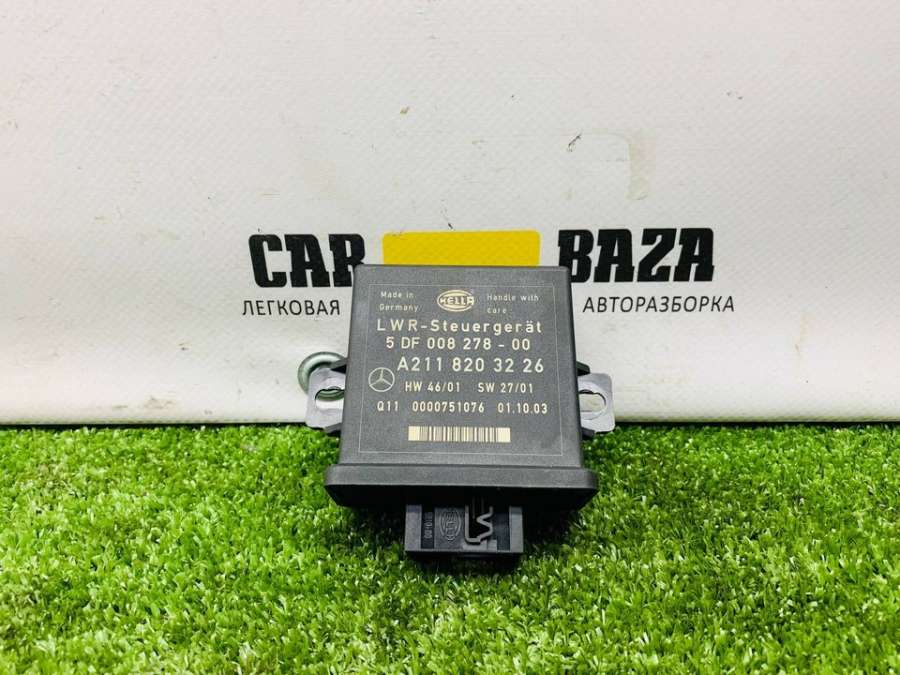 CAR BAZA
ЛЕГКОВАЯ АВТОРАЗБОРКА
Made in Germany
HELLA
Handle with care
LWR-Steuergerät
5 DF 008 278 - 00
A211 820 32 26
HW 46/01 SW 27/01
Q11 0000751076 01.10.03
HELLA